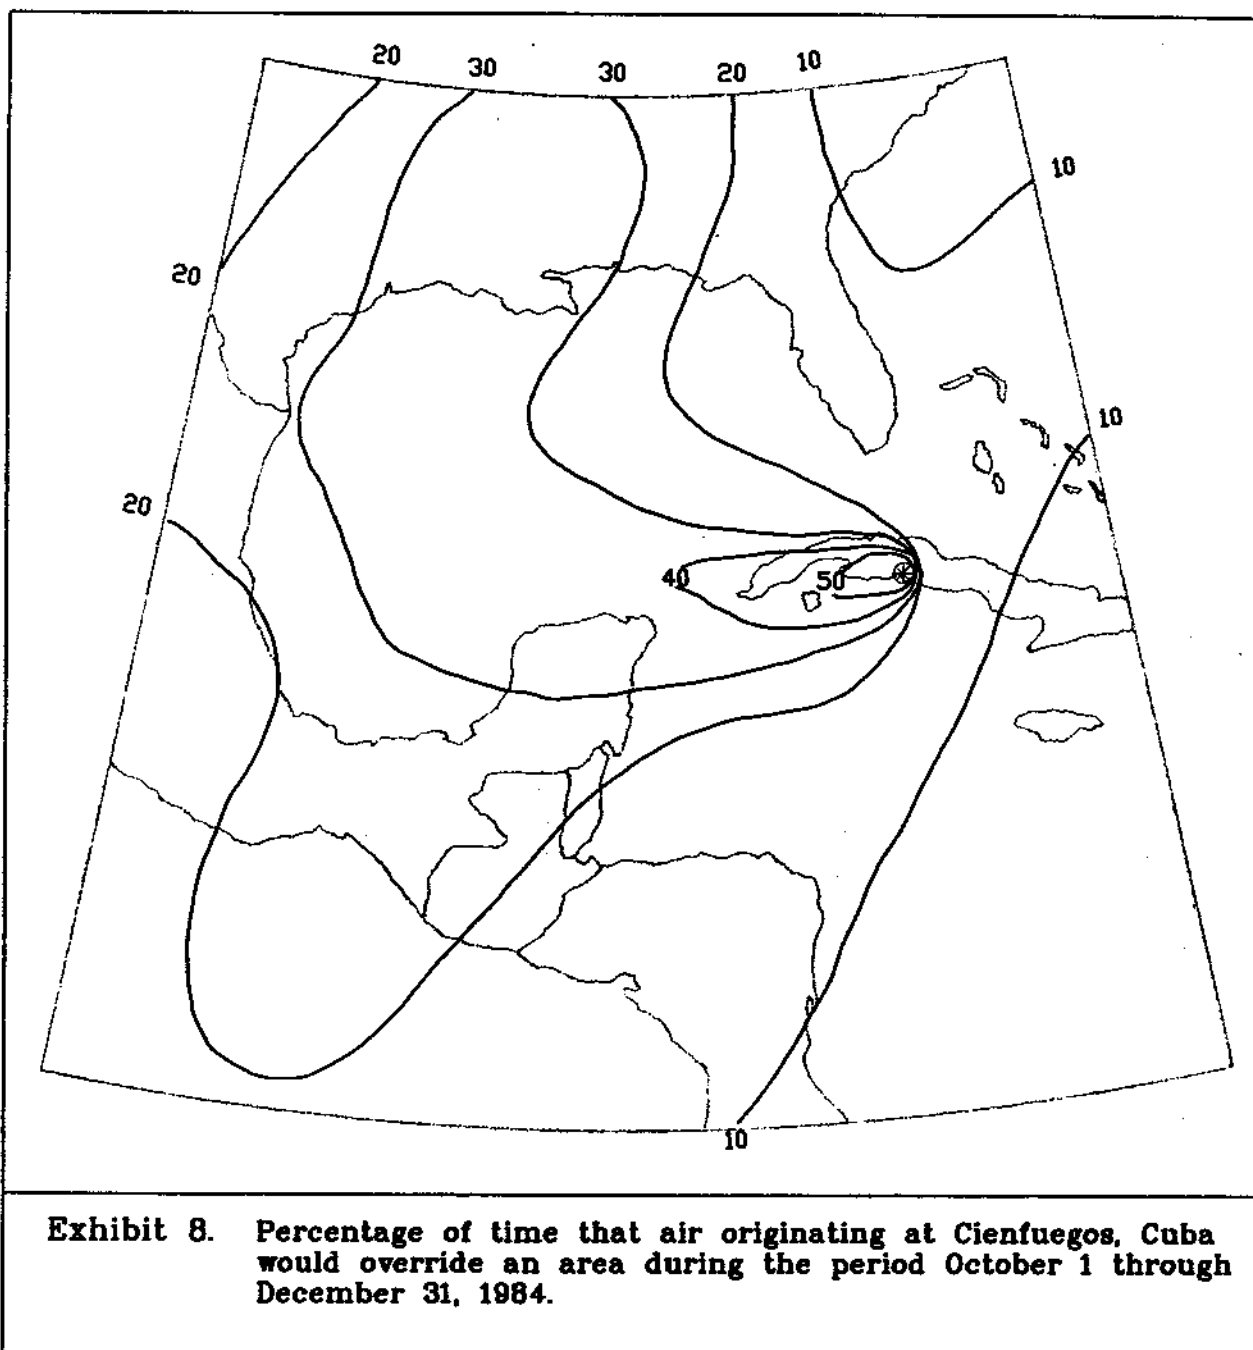 20 30 30 20 10
10
20
10
20
40 50
10
Exhibit 8. Percentage of time that air originating at Cienfuegos, Cuba
would override an area during the period October 1 through
December 31, 1984.